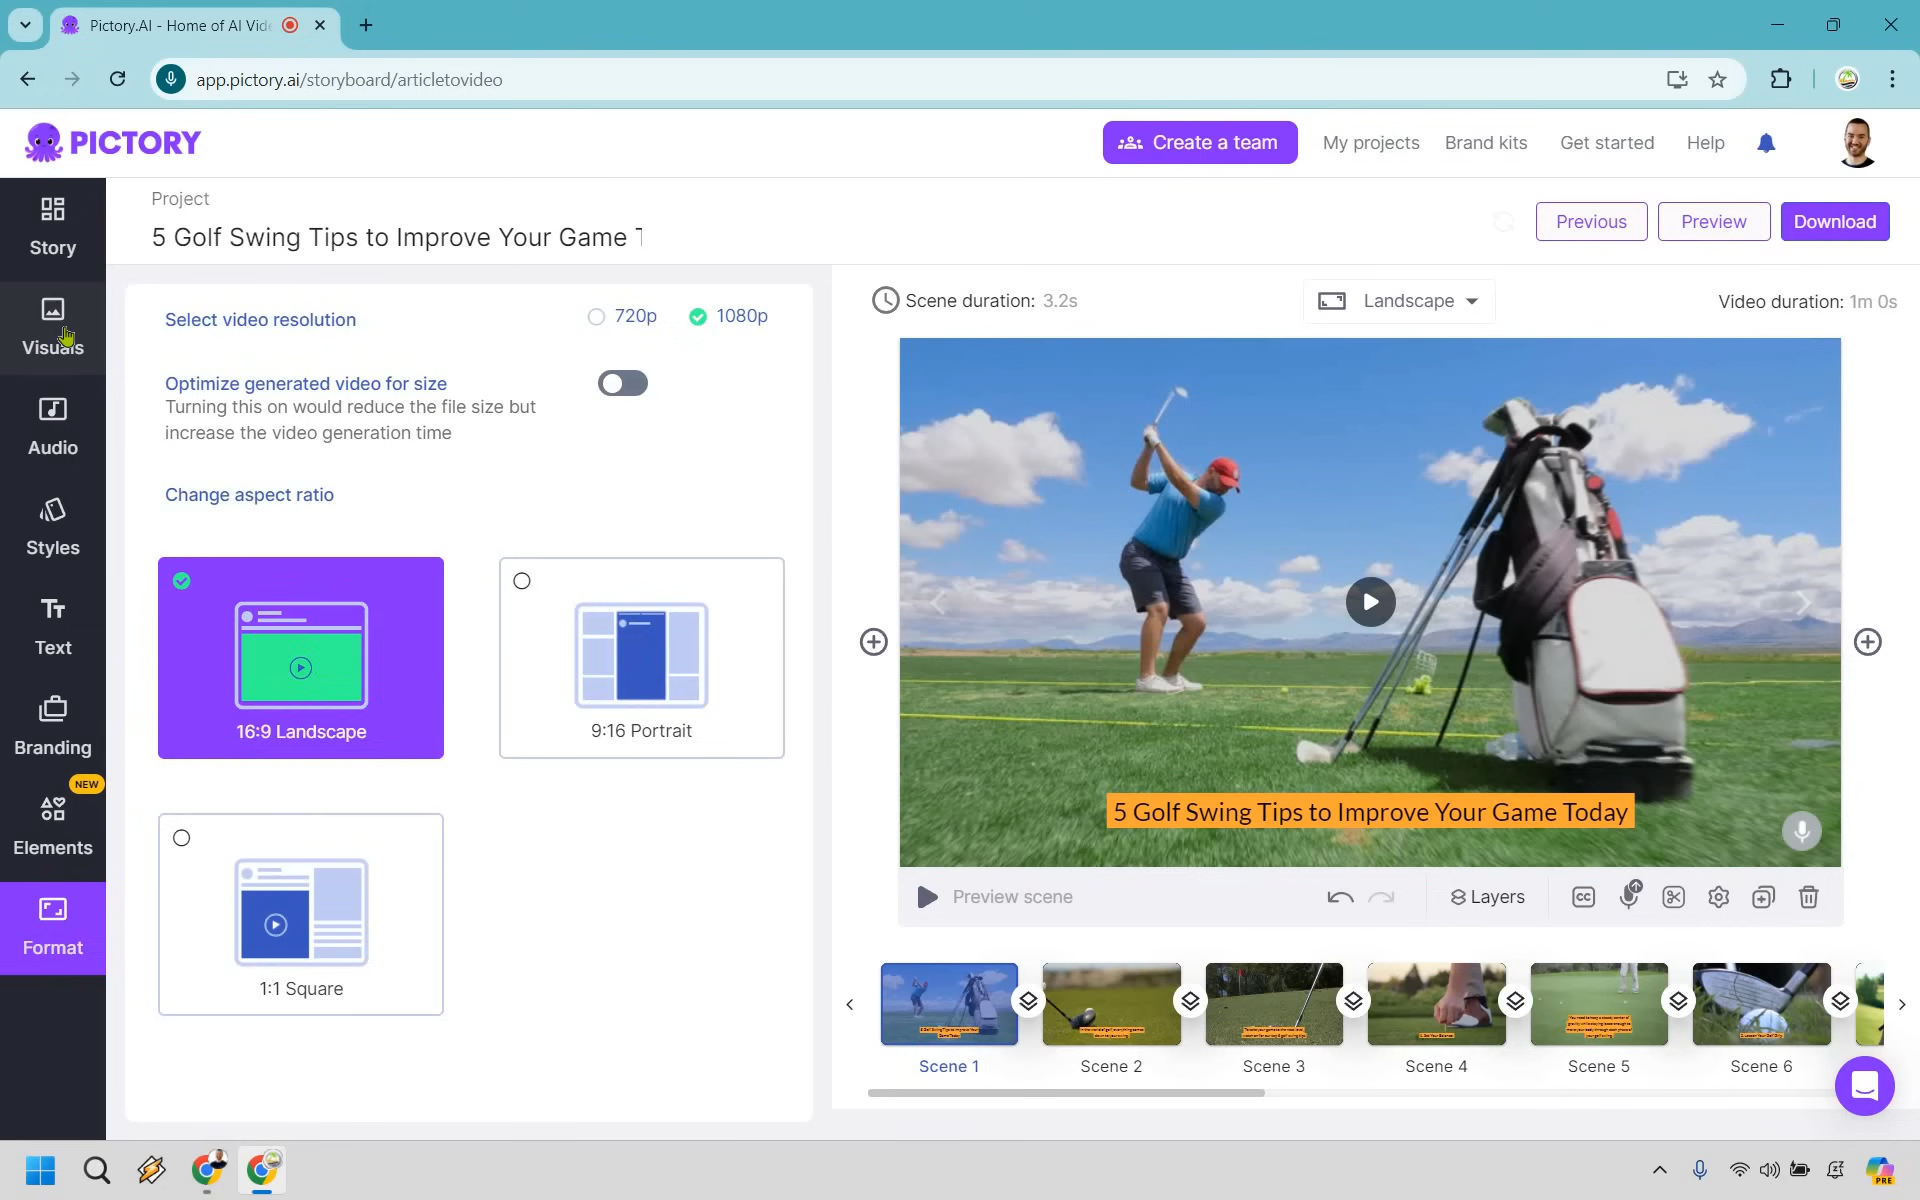 Pictory.AI - Home of AI Vid
app.pictory.ai/storyboard/articletovideo
PICTORY
Create a team
My projects
Brand kits
Get started
Help
Story
Visuals
Audio
Styles
Text
Branding
NEW
Elements
Format
Project
5 Golf Swing Tips to Improve Your Game T
Previous
Preview
Download
Select video resolution
720p
1080p
Optimize generated video for size
Turning this on would reduce the file size but
increase the video generation time
Change aspect ratio
16:9 Landscape
9:16 Portrait
1:1 Square
Scene duration: 3.2s
Landscape
Video duration: 1m 0s
5 Golf Swing Tips to Improve Your Game Today
Preview scene
Layers
CC
Scene 1
Scene 2
Scene 3
Scene 4
Scene 5
Scene 6
PRE